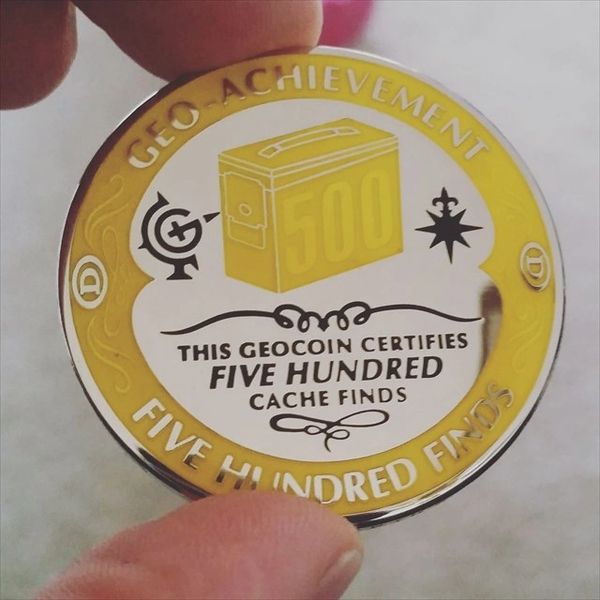 GEO-ACHIEVEMENT
500
G
D
D
THIS GEOCOIN CERTIFIES
FIVE HUNDRED
CACHE FINDS
FIVE HUNDRED FINDS